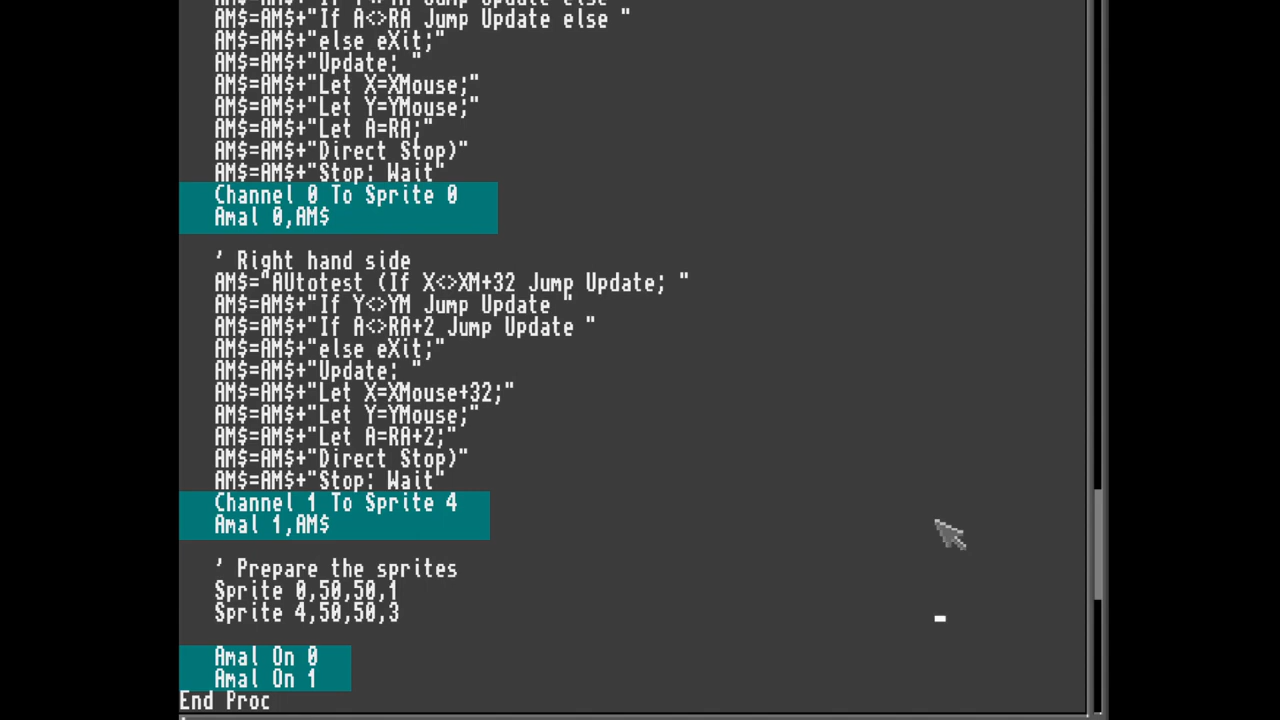 AM$=AM$+"If A<>RA Jump Update else "
AM$=AM$+"else eXit;"
AM$=AM$+"Update: "
AM$=AM$+"Let X=XMouse;"
AM$=AM$+"Let Y=YMouse;"
AM$=AM$+"Let A=RA;"
AM$=AM$+"Direct Stop)"
AM$=AM$+"Stop: Wait"
Channel 0 To Sprite 0
Amal 0,AM$
' Right hand side
AM$="AUtotest (If X<>XM+32 Jump Update; "
AM$=AM$+"If Y<>YM Jump Update "
AM$=AM$+"If A<>RA+2 Jump Update "
AM$=AM$+"else eXit;"
AM$=AM$+"Update: "
AM$=AM$+"Let X=XMouse+32;"
AM$=AM$+"Let Y=YMouse;"
AM$=AM$+"Let A=RA+2;"
AM$=AM$+"Direct Stop)"
AM$=AM$+"Stop: Wait"
Channel 1 To Sprite 4
Amal 1,AM$
' Prepare the sprites
Sprite 0,50,50,1
Sprite 4,50,50,3
Amal On 0
Amal On 1
End Proc